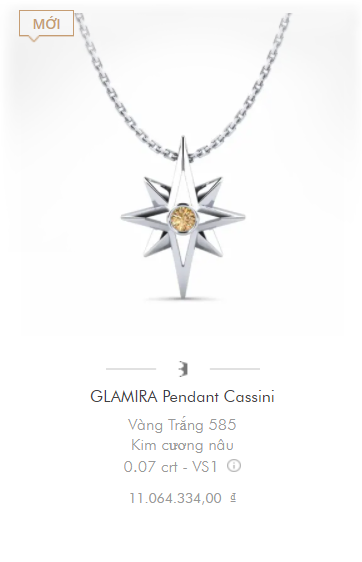 MỚI
GLAMIRA Pendant Cassini
Vàng Trắng 585
Kim cương nâu
0.07 crt - VS1
11.064.334,00 ₫